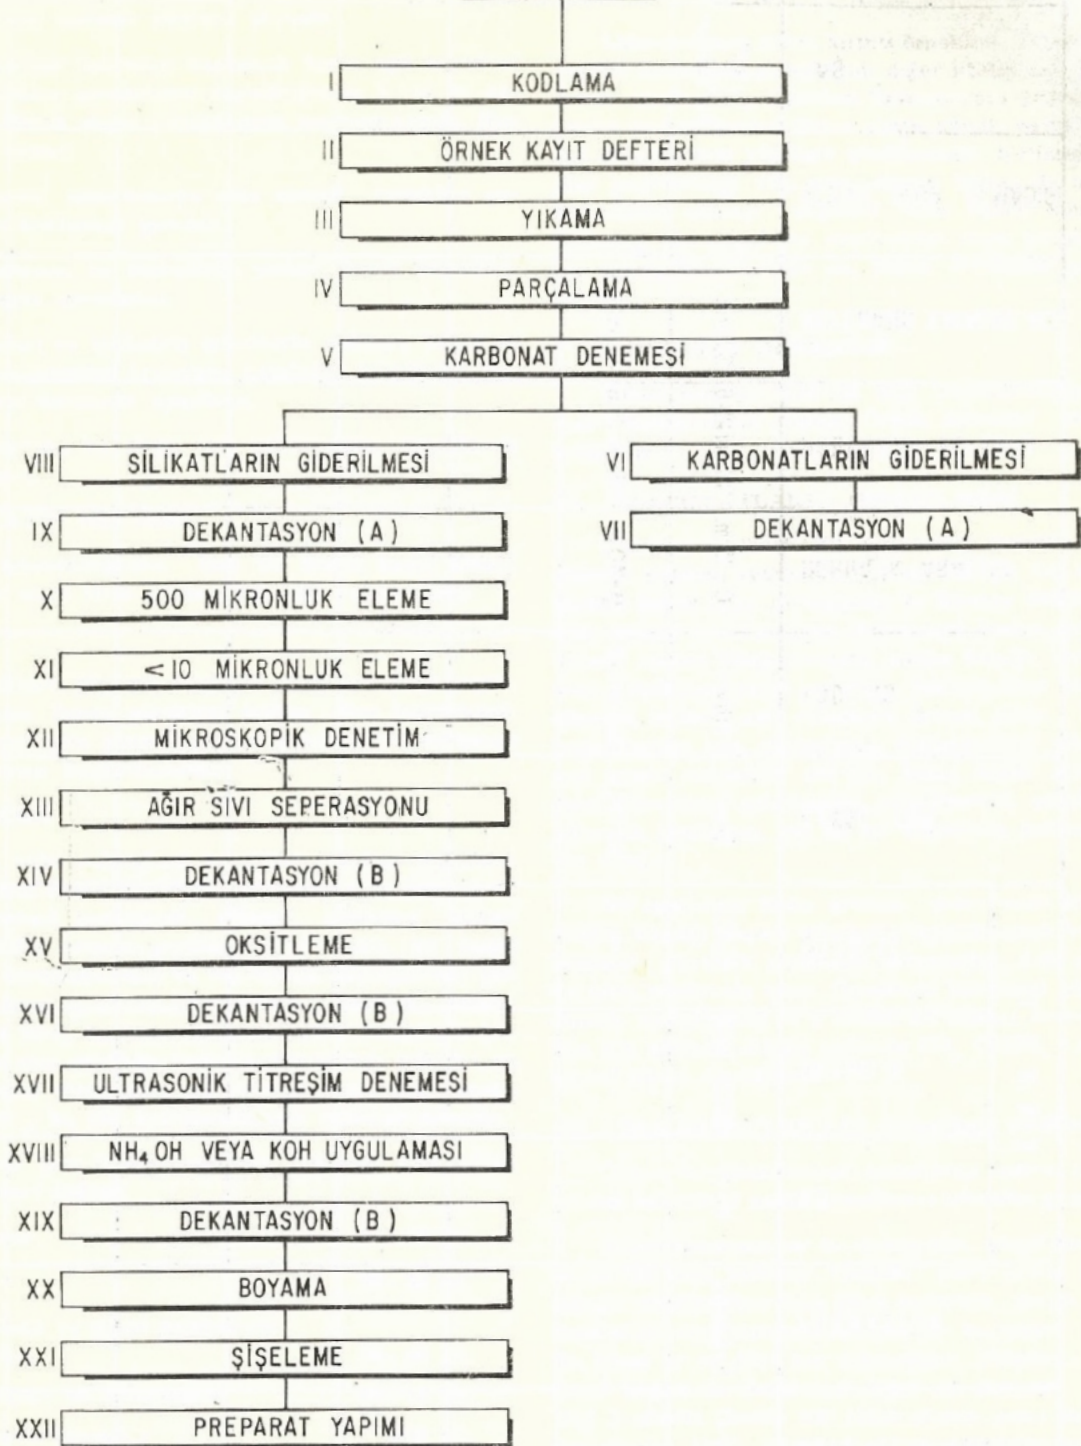 I KODLAMA
II ÖRNEK KAYIT DEFTERİ
III YIKAMA
IV PARÇALAMA
V KARBONAT DENEMESİ
VIII SİLİKATLARIN GİDERİLMESİ
IX DEKANTASYON (A)
X 500 MİKRONLUK ELEME
XI <10 MİKRONLUK ELEME
XII MİKROSKOPİK DENETİM
XIII AĞIR SIVI SEPERASYONU
XIV DEKANTASYON (B)
XV OKSİTLEME
XVI DEKANTASYON (B)
XVII ULTRASONİK TİTREŞİM DENEMESİ
XVIII NH₄OH VEYA KOH UYGULAMASI
XIX DEKANTASYON (B)
XX BOYAMA
XXI ŞİŞELEME
XXII PREPARAT YAPIMI
VI KARBONATLARIN GİDERİLMESİ
VII DEKANTASYON (A)